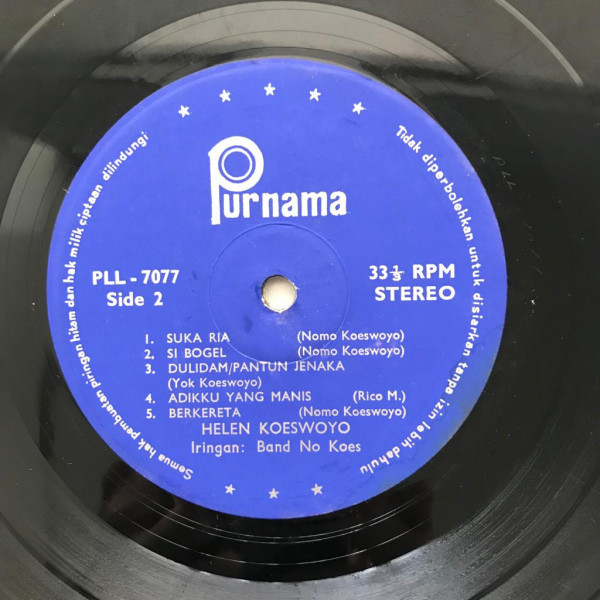 Purnama
PLL - 7077
Side 2
33 1/3 RPM
STEREO
1. SUKA RIA (Nomo Koeswoyo)
2. SI BOGEL (Nomo Koeswoyo)
3. DULIDAM/PANTUN JENAKA
(Yok Koeswoyo)
4. ADIKKU YANG MANIS (Rico M.)
5. BERKERETA (Nomo Koeswoyo)
HELEN KOESWOYO
Iringan: Band No Koes
Semua hak pembuatan piringan hitam dan hak milik ciptaan dilindungi
Tidak diperbolehkan untuk disiarkan tanpa izin lebih dahulu
PLL